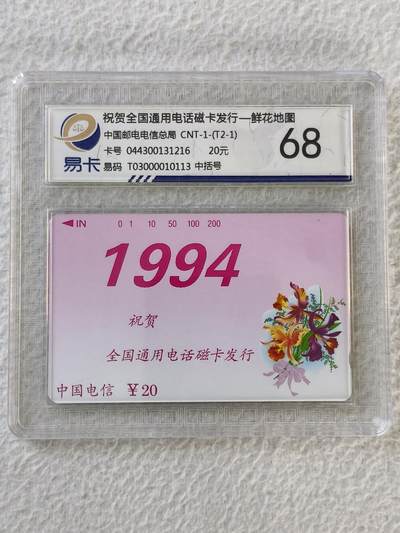 祝贺全国通用电话磁卡发行—鲜花地图
中国邮电电信总局 CNT-1-(T2-1)
卡号 044300131216 20元
易码 T03000010113 中括号
68
易卡
IN 0 1 10 50 100 200
1994
祝贺
全国通用电话磁卡发行
中国电信 ￥20